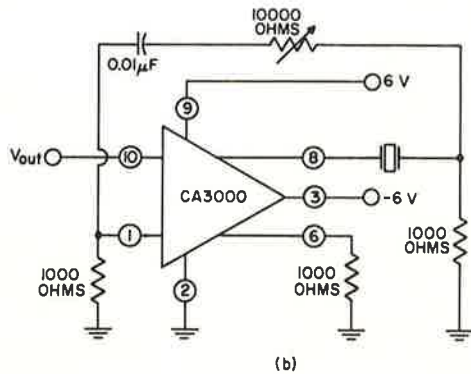 10000
OHMS
0.01µF
9
6 V
Vout
10
8
CA3000
3
-6 V
1
6
1000
OHMS
2
1000
OHMS
1000
OHMS
(b)